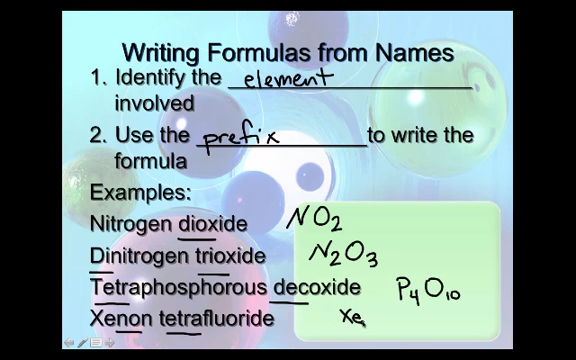 Writing Formulas from Names
1. Identify the element
involved
2. Use the prefix to write the
formula
Examples:
Nitrogen dioxide NO2
Dinitrogen trioxide N2O3
Tetraphosphorous decoxide P4O10
Xenon tetrafluoride Xe